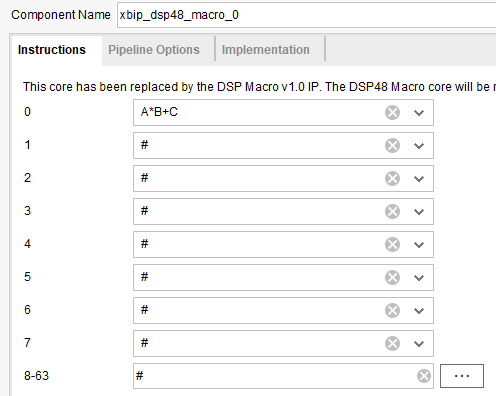 Component Name xbip_dsp48_macro_0
Instructions Pipeline Options Implementation
This core has been replaced by the DSP Macro v1.0 IP. The DSP48 Macro core will be
0 A*B+C
1 #
2 #
3 #
4 #
5 #
6 #
7 #
8-63 # ...